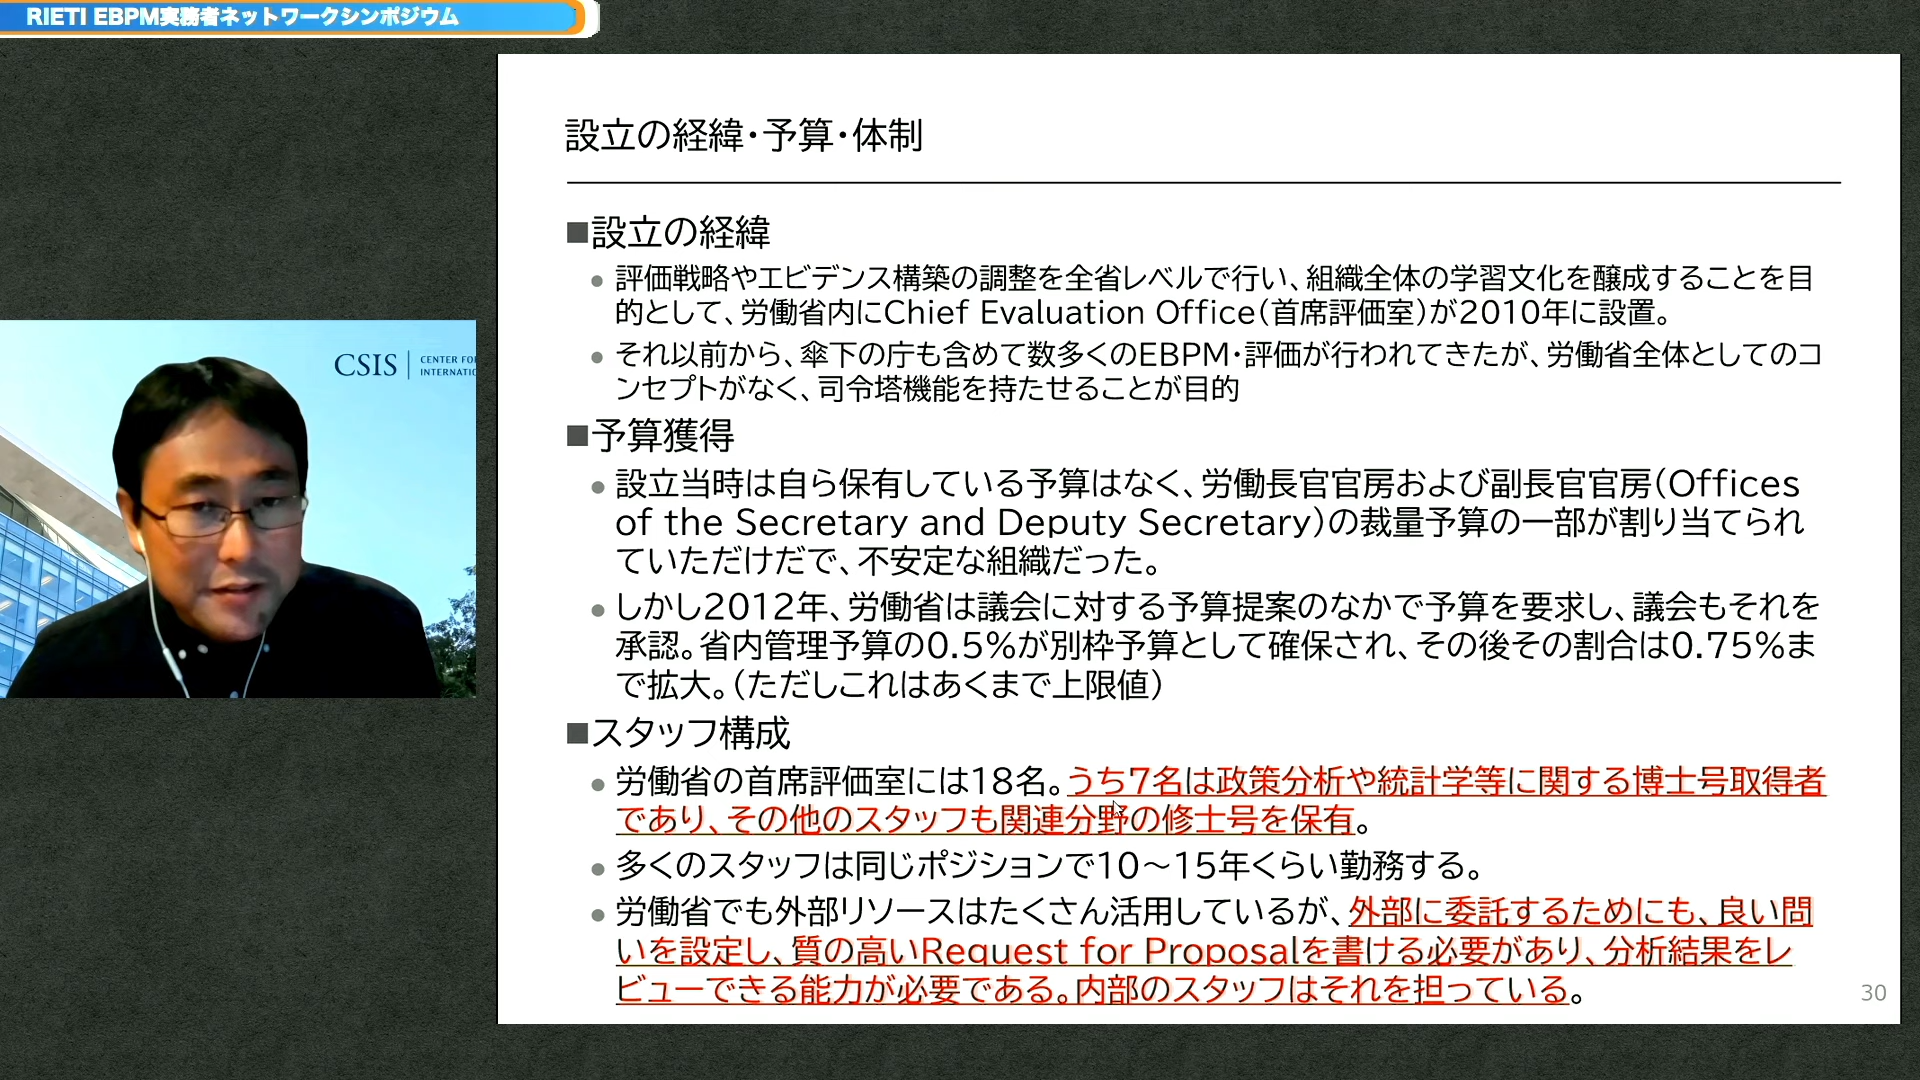 RIETI EBPM実務者ネットワークシンポジウム
CSIS
CENTER FO
INTERNATIO
設立の経緯・予算・体制
■設立の経緯
● 評価戦略やエビデンス構築の調整を全省レベルで行い、組織全体の学習文化を醸成することを目
的として、労働省内にChief Evaluation Office(首席評価室)が2010年に設置。
● それ以前から、傘下の庁も含めて数多くのEBPM・評価が行われてきたが、労働省全体としてのコ
ンセプトがなく、司令塔機能を持たせることが目的
■予算獲得
● 設立当時は自ら保有している予算はなく、労働長官官房および副長官官房(Offices
of the Secretary and Deputy Secretary)の裁量予算の一部が割り当てられ
ていただけだで、不安定な組織だった。
● しかし2012年、労働省は議会に対する予算提案のなかで予算を要求し、議会もそれを
承認。省内管理予算の0.5%が別枠予算として確保され、その後その割合は0.75%ま
で拡大。(ただしこれはあくまで上限値)
■スタッフ構成
● 労働省の首席評価室には18名。うち7名は政策分析や統計学等に関する博士号取得者
であり、その他のスタッフも関連分野の修士号を保有。
● 多くのスタッフは同じポジションで10～15年くらい勤務する。
● 労働省でも外部リソースはたくさん活用しているが、外部に委託するためにも、良い問
いを設定し、質の高いRequest for Proposalを書ける必要があり、分析結果をレ
ビューできる能力が必要である。内部のスタッフはそれを担っている。
30